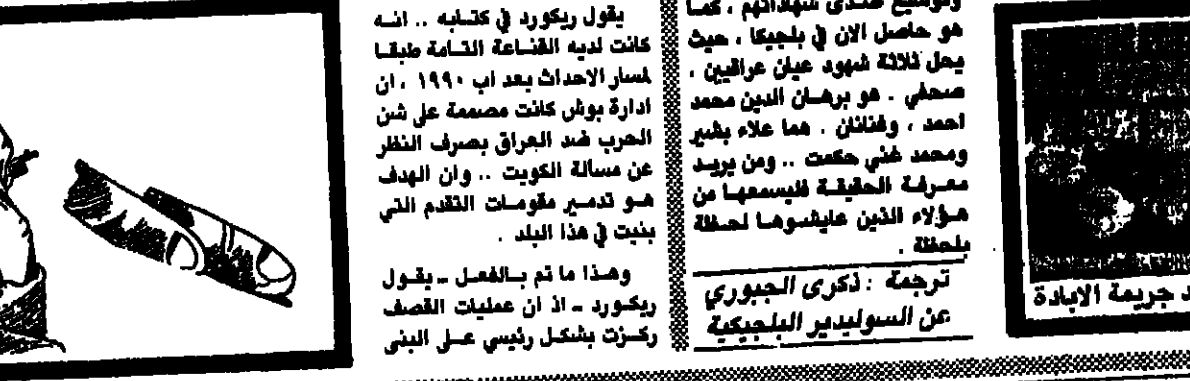 وتوسيع صدى شهاداتهم ، كما
هو حاصل الان في بلجيكا ، حيث
يحل ثلاثة شهود عيان عراقيين ،
صحفي . هو برهان الدين محمد
احمد ، وفنانان . هما علاء بشير
ومحمد غني حكمت .. ومن يريد
معرفة الحقيقة فليسمعها من
هؤلاء الذين عايشوها لحظة
بلحظة .
ترجمة : ذكرى الجبوري
عن السوليدير البلجيكية
يقول ريكورد في كتابه .. انه
كانت لديه القناعة التامة طبقا
لمسار الاحداث بعد اب ١٩٩٠ ، ان
ادارة بوش كانت مصممة على شن
الحرب ضد العراق بصرف النظر
عن مسالة الكويت .. وان الهدف
هو تدمير مقومات التقدم التي
بنيت في هذا البلد .
وهذا ما تم بالفعل ـ يقول
ريكورد ـ اذ ان عمليات القصف
ركزت بشكل رئيسي على البنى
د جريمة الابادة